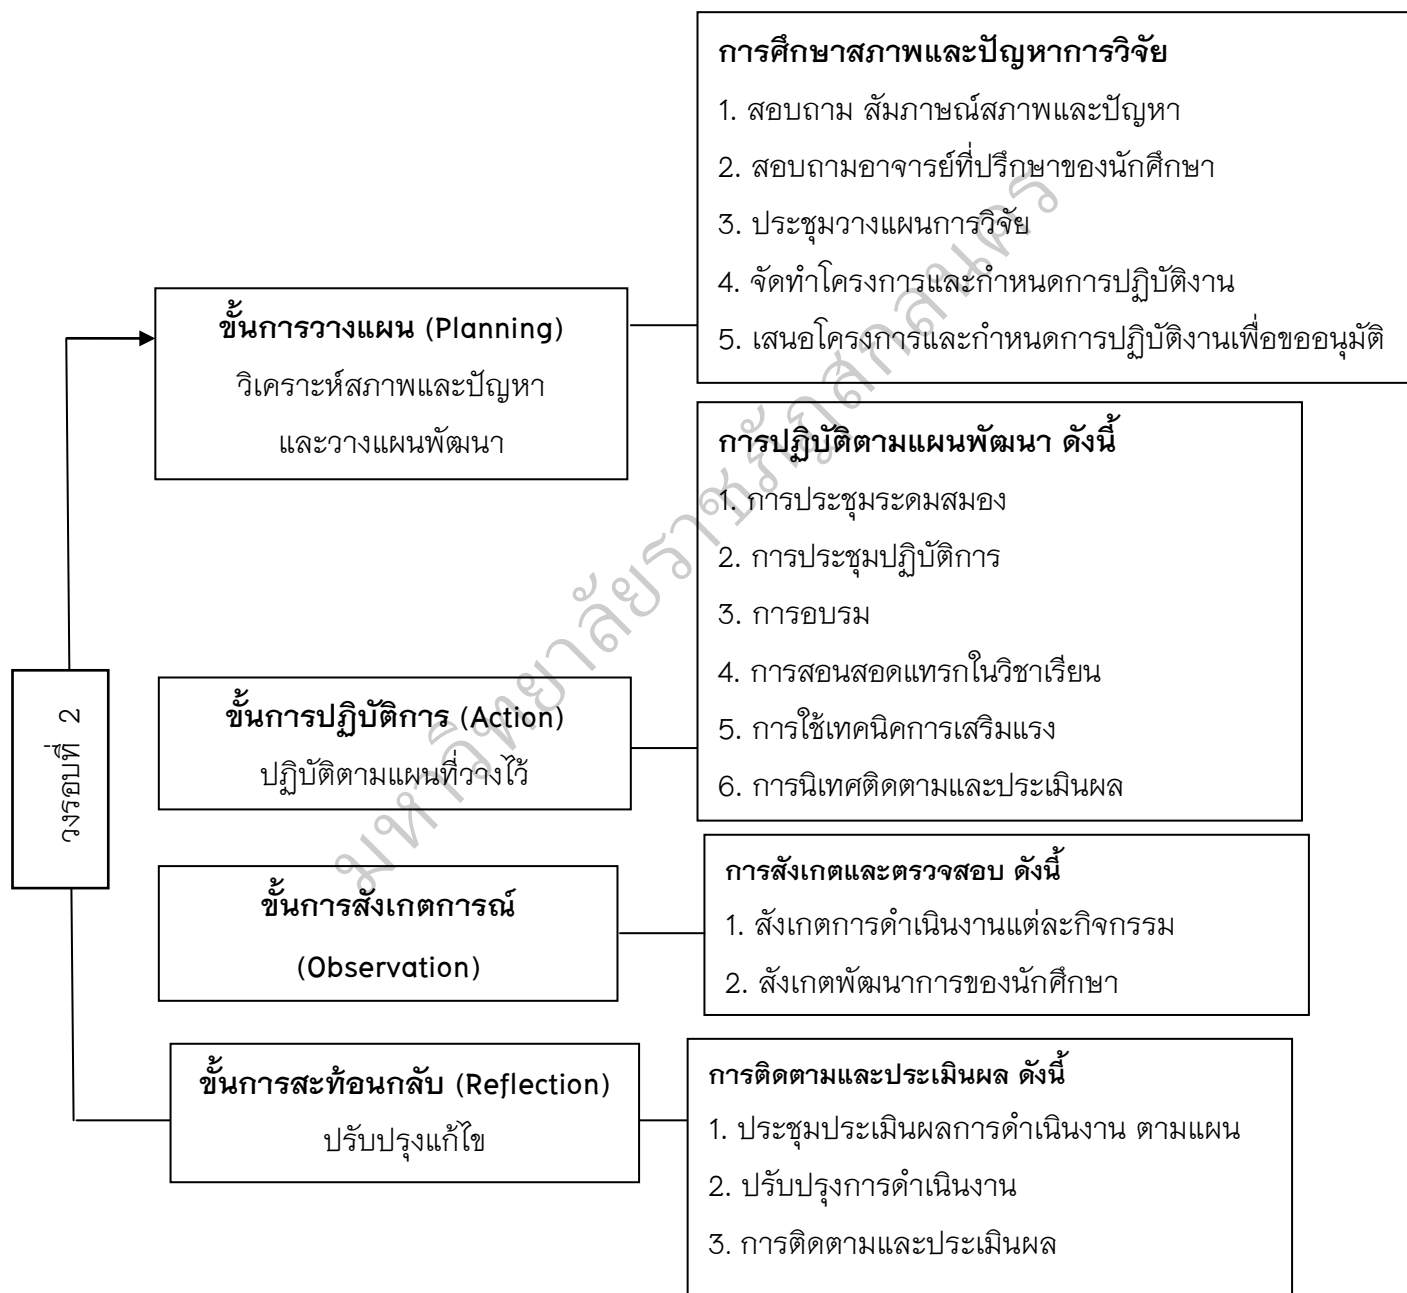 การศึกษาสภาพและปัญหาการวิจัย
1. สอบถาม สัมภาษณ์สภาพและปัญหา
2. สอบถามอาจารย์ที่ปรึกษาของนักศึกษา
3. ประชุมวางแผนการวิจัย
4. จัดทำโครงการและกำหนดการปฏิบัติงาน
5. เสนอโครงการและกำหนดการปฏิบัติงานเพื่อขออนุมัติ
ขั้นการวางแผน (Planning)
วิเคราะห์สภาพและปัญหา
และวางแผนพัฒนา
การปฏิบัติตามแผนพัฒนา ดังนี้
1. การประชุมระดมสมอง
2. การประชุมปฏิบัติการ
3. การอบรม
4. การสอนสอดแทรกในวิชาเรียน
5. การใช้เทคนิคการเสริมแรง
6. การนิเทศติดตามและประเมินผล
วงรอบที่ 2
ขั้นการปฏิบัติการ (Action)
ปฏิบัติตามแผนที่วางไว้
การสังเกตและตรวจสอบ ดังนี้
1. สังเกตการดำเนินงานแต่ละกิจกรรม
2. สังเกตพัฒนาการของนักศึกษา
ขั้นการสังเกตการณ์
(Observation)
ขั้นการสะท้อนกลับ (Reflection)
ปรับปรุงแก้ไข
การติดตามและประเมินผล ดังนี้
1. ประชุมประเมินผลการดำเนินงาน ตามแผน
2. ปรับปรุงการดำเนินงาน
3. การติดตามและประเมินผล
มหาวิทยาลัยราชภัฏสกลนคร